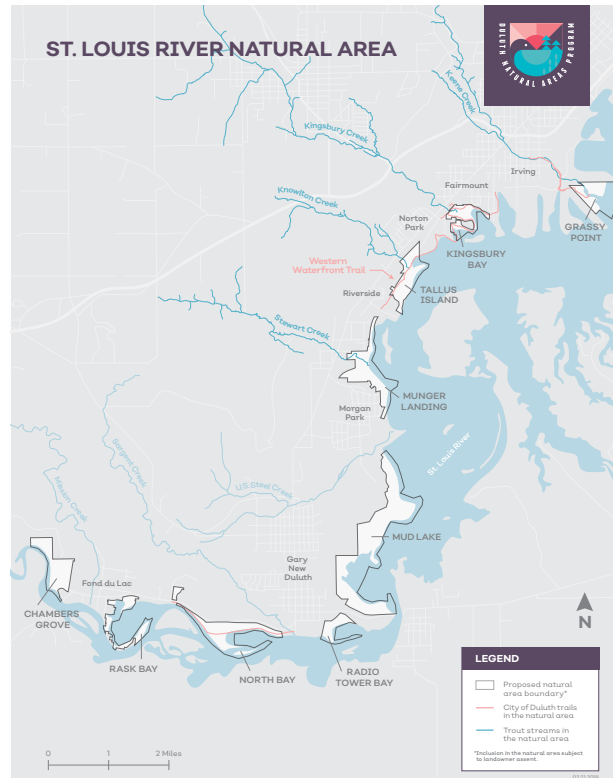 ST. LOUIS RIVER NATURAL AREA
DULUTH NATURAL AREAS PROGRAM
Keene Creek
Kingsbury Creek
Irving
Fairmount
Knowlton Creek
Norton
Park
GRASSY
POINT
KINGSBURY
BAY
Western
Waterfront Trail
TALLUS
ISLAND
Riverside
Stewart Creek
MUNGER
LANDING
Morgan
Park
St. Louis River
Sargent Creek
U.S. Steel Creek
Mission Creek
MUD LAKE
Gary
New
Duluth
Fond du Lac
CHAMBERS
GROVE
RASK BAY
NORTH BAY
RADIO
TOWER BAY
N
LEGEND
Proposed natural
area boundary*
City of Duluth trails
in the natural area
Trout streams in
the natural area
*Inclusion in the natural area subject
to landowner assent.
0 1 2 Miles